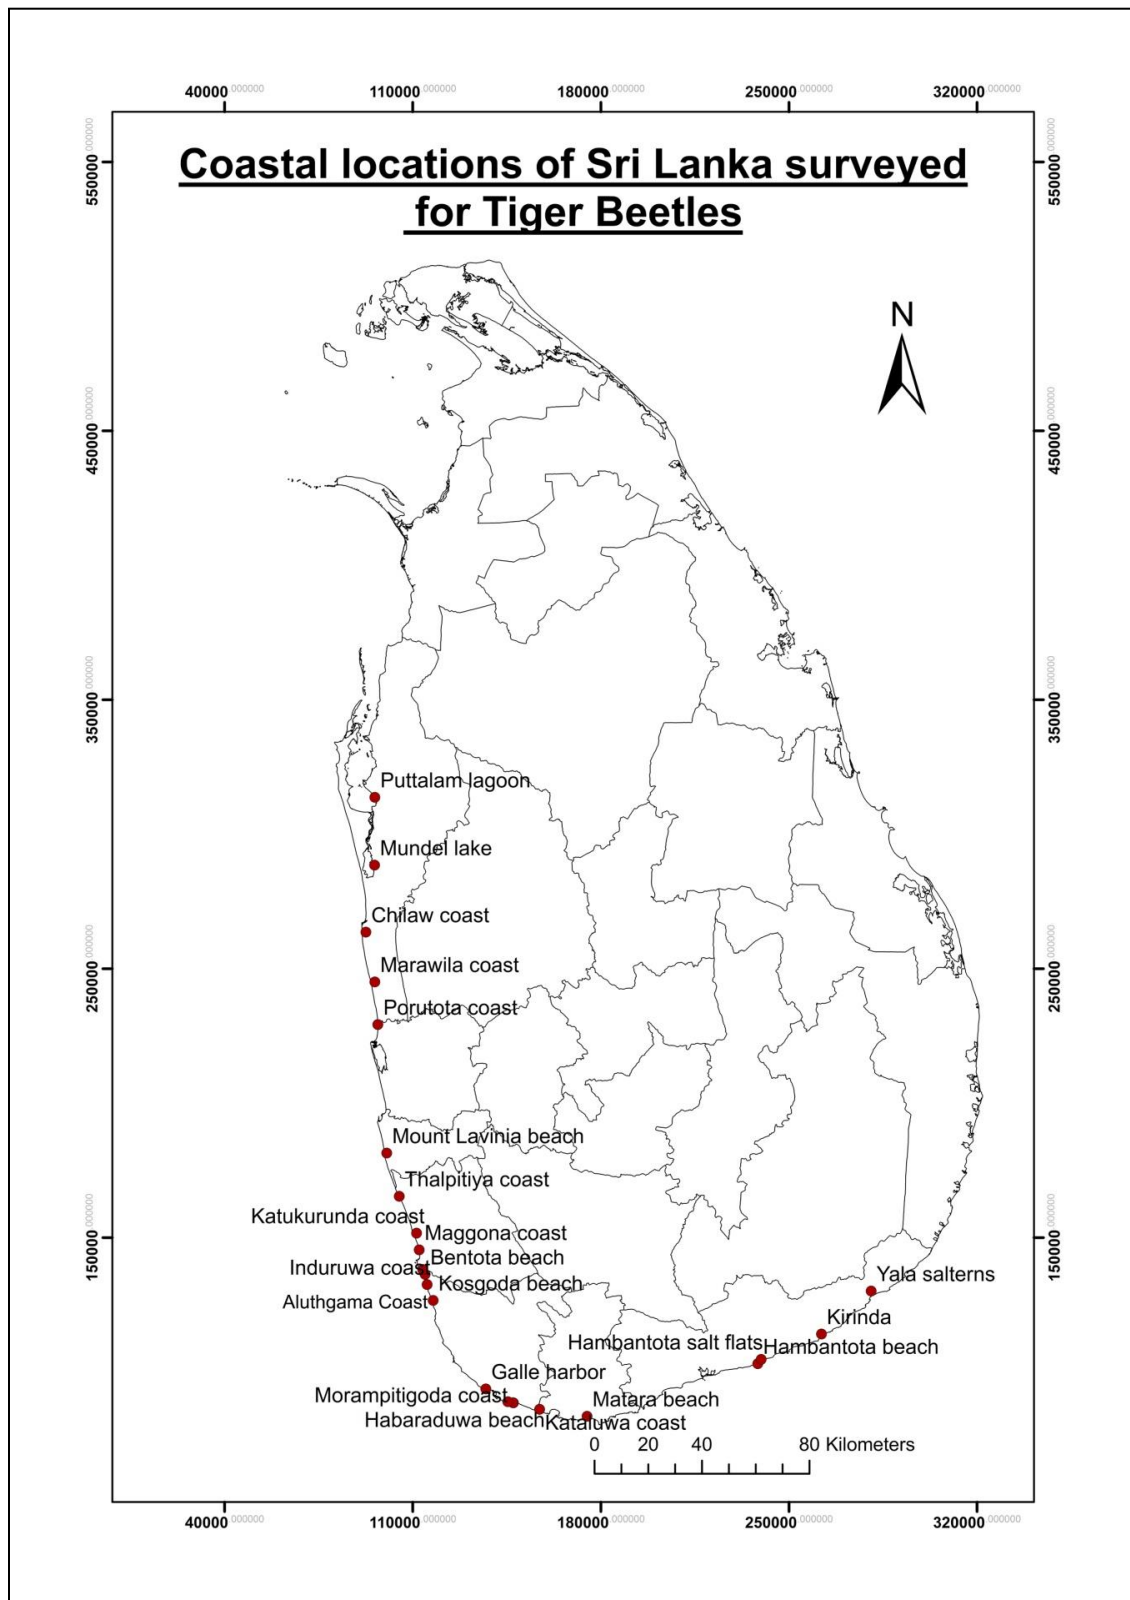 40000.000000 110000.000000 180000.000000 250000.000000 320000.000000
Coastal locations of Sri Lanka surveyed
for Tiger Beetles
N
550000.000000
550000.000000
450000.000000
450000.000000
350000.000000
350000.000000
Puttalam lagoon
Mundel lake
Chilaw coast
250000.000000
250000.000000
Marawila coast
Porutota coast
Mount Lavinia beach
Thalpitiya coast
Katukurunda coast
Maggona coast
150000.000000
150000.000000
Bentota beach
Induruwa coast
Yala salterns
Kosgoda beach
Aluthgama Coast
Kirinda
Hambantota salt flats
Hambantota beach
Galle harbor
Morampitigoda coast
Matara beach
Habaraduwa beach
Kataluwa coast
0 20 40 80 Kilometers
40000.000000 110000.000000 180000.000000 250000.000000 320000.000000